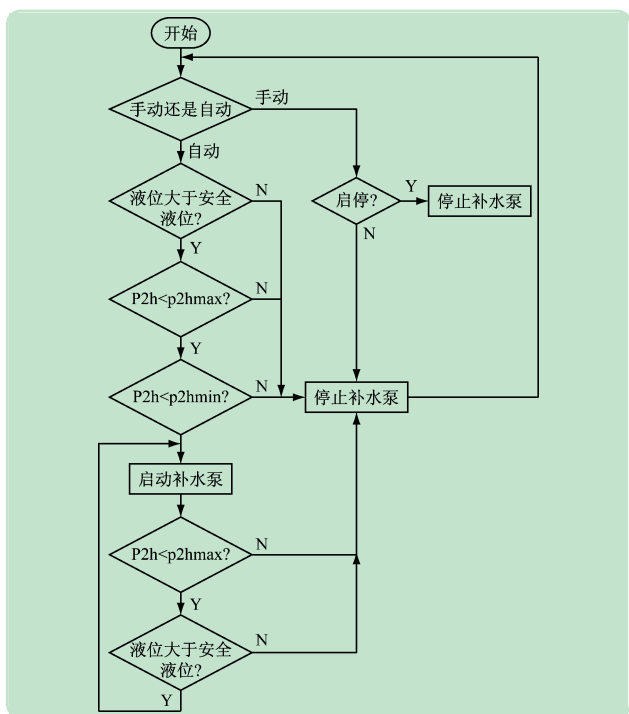 开始
手动还是自动
手动
自动
液位大于安全
液位?
N
Y
启停?
Y
停止补水泵
N
P2h<p2hmax?
N
Y
P2h<p2hmin?
N
停止补水泵
启动补水泵
P2h<p2hmax?
N
Y
液位大于安全
液位?
N
Y